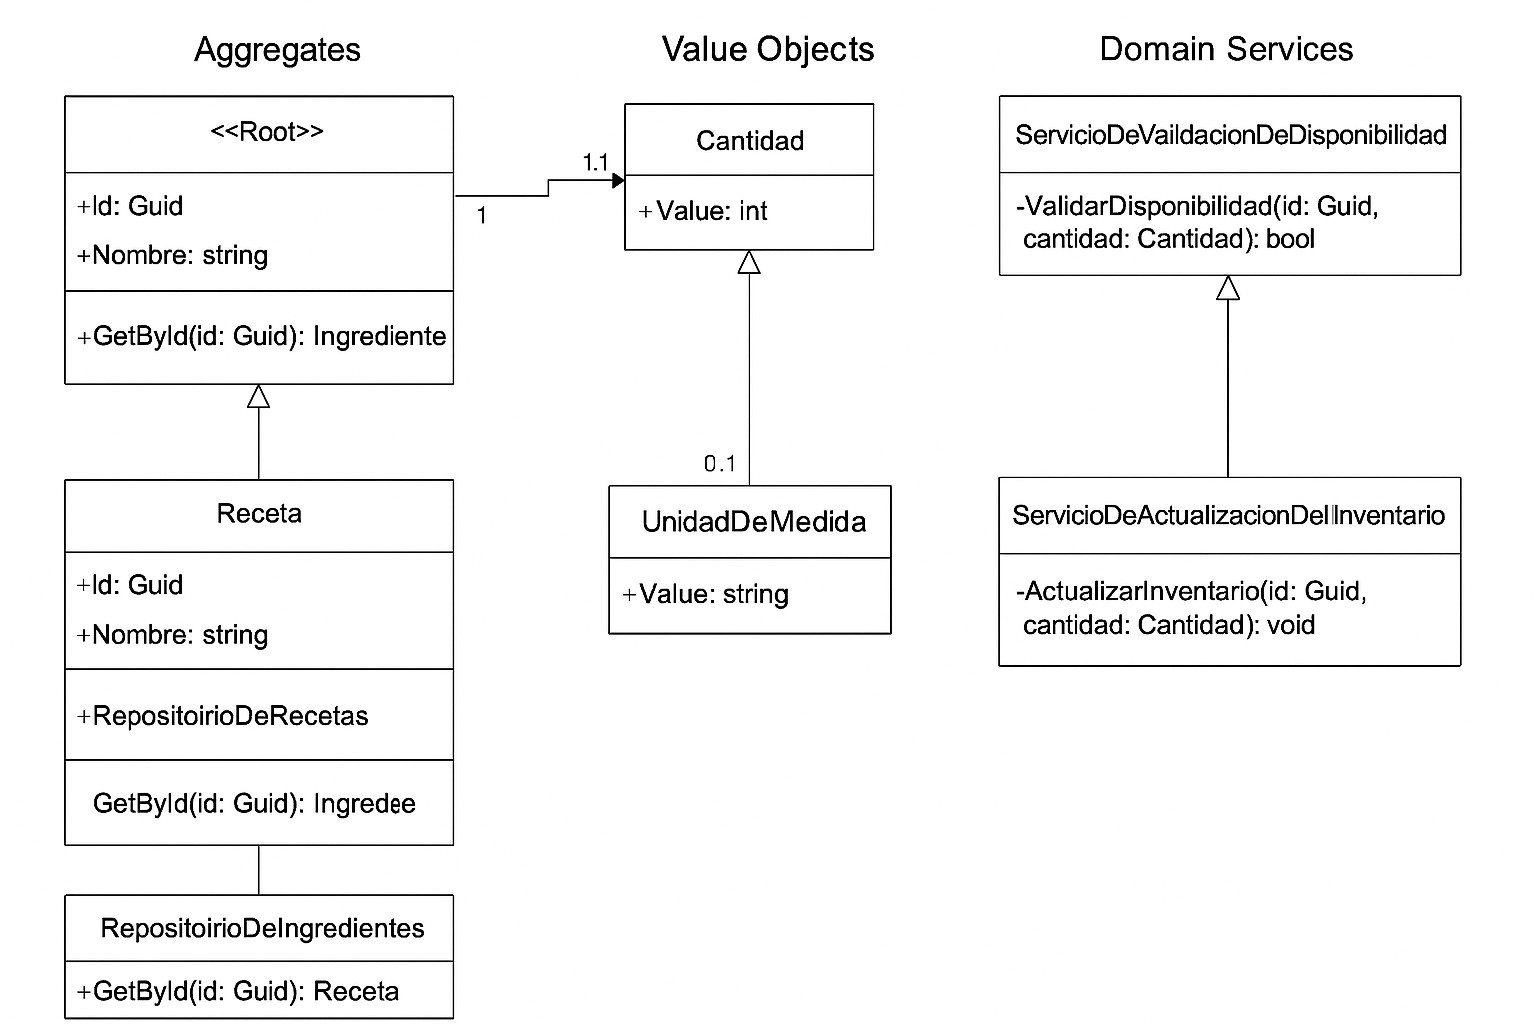 Aggregates
<<Root>>
+Id: Guid
+Nombre: string
+GetById(id: Guid): Ingrediente
Receta
+Id: Guid
+Nombre: string
+RepositoirioDeRecetas
GetById(id: Guid): Ingredee
RepositoirioDeIngredientes
+GetById(id: Guid): Receta
1
1.1
Value Objects
Cantidad
+Value: int
0.1
UnidadDeMedida
+Value: string
Domain Services
ServicioDeVaildacionDeDisponibilidad
-ValidarDisponibilidad(id: Guid,
cantidad: Cantidad): bool
ServicioDeActualizacionDelInventario
-ActualizarInventario(id: Guid,
cantidad: Cantidad): void